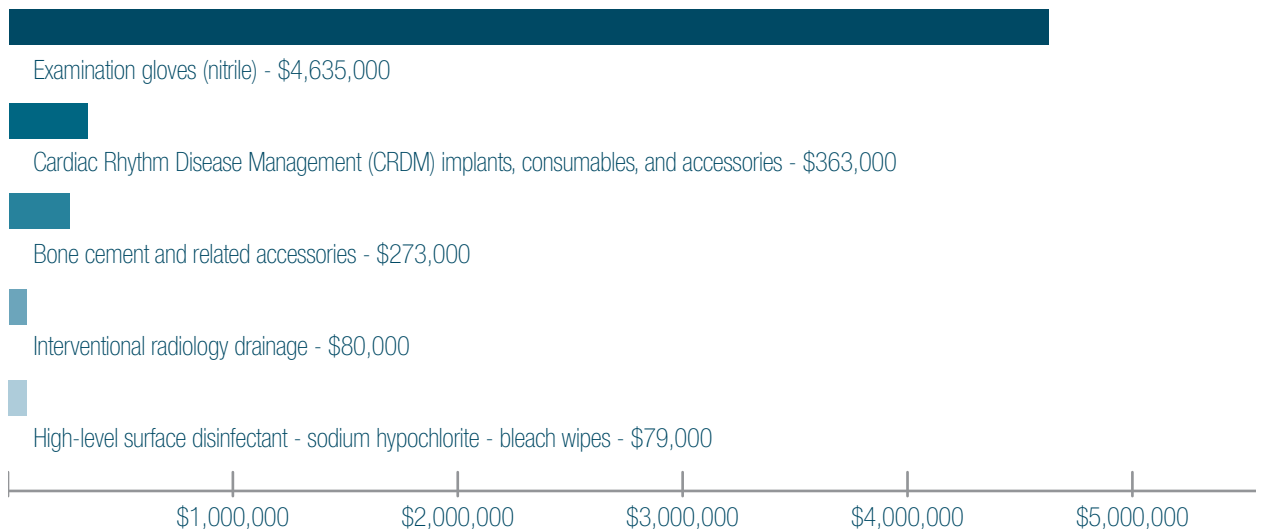 Examination gloves (nitrile) - $4,635,000
Cardiac Rhythm Disease Management (CRDM) implants, consumables, and accessories - $363,000
Bone cement and related accessories - $273,000
Interventional radiology drainage - $80,000
High-level surface disinfectant - sodium hypochlorite - bleach wipes - $79,000
$1,000,000 $2,000,000 $3,000,000 $4,000,000 $5,000,000